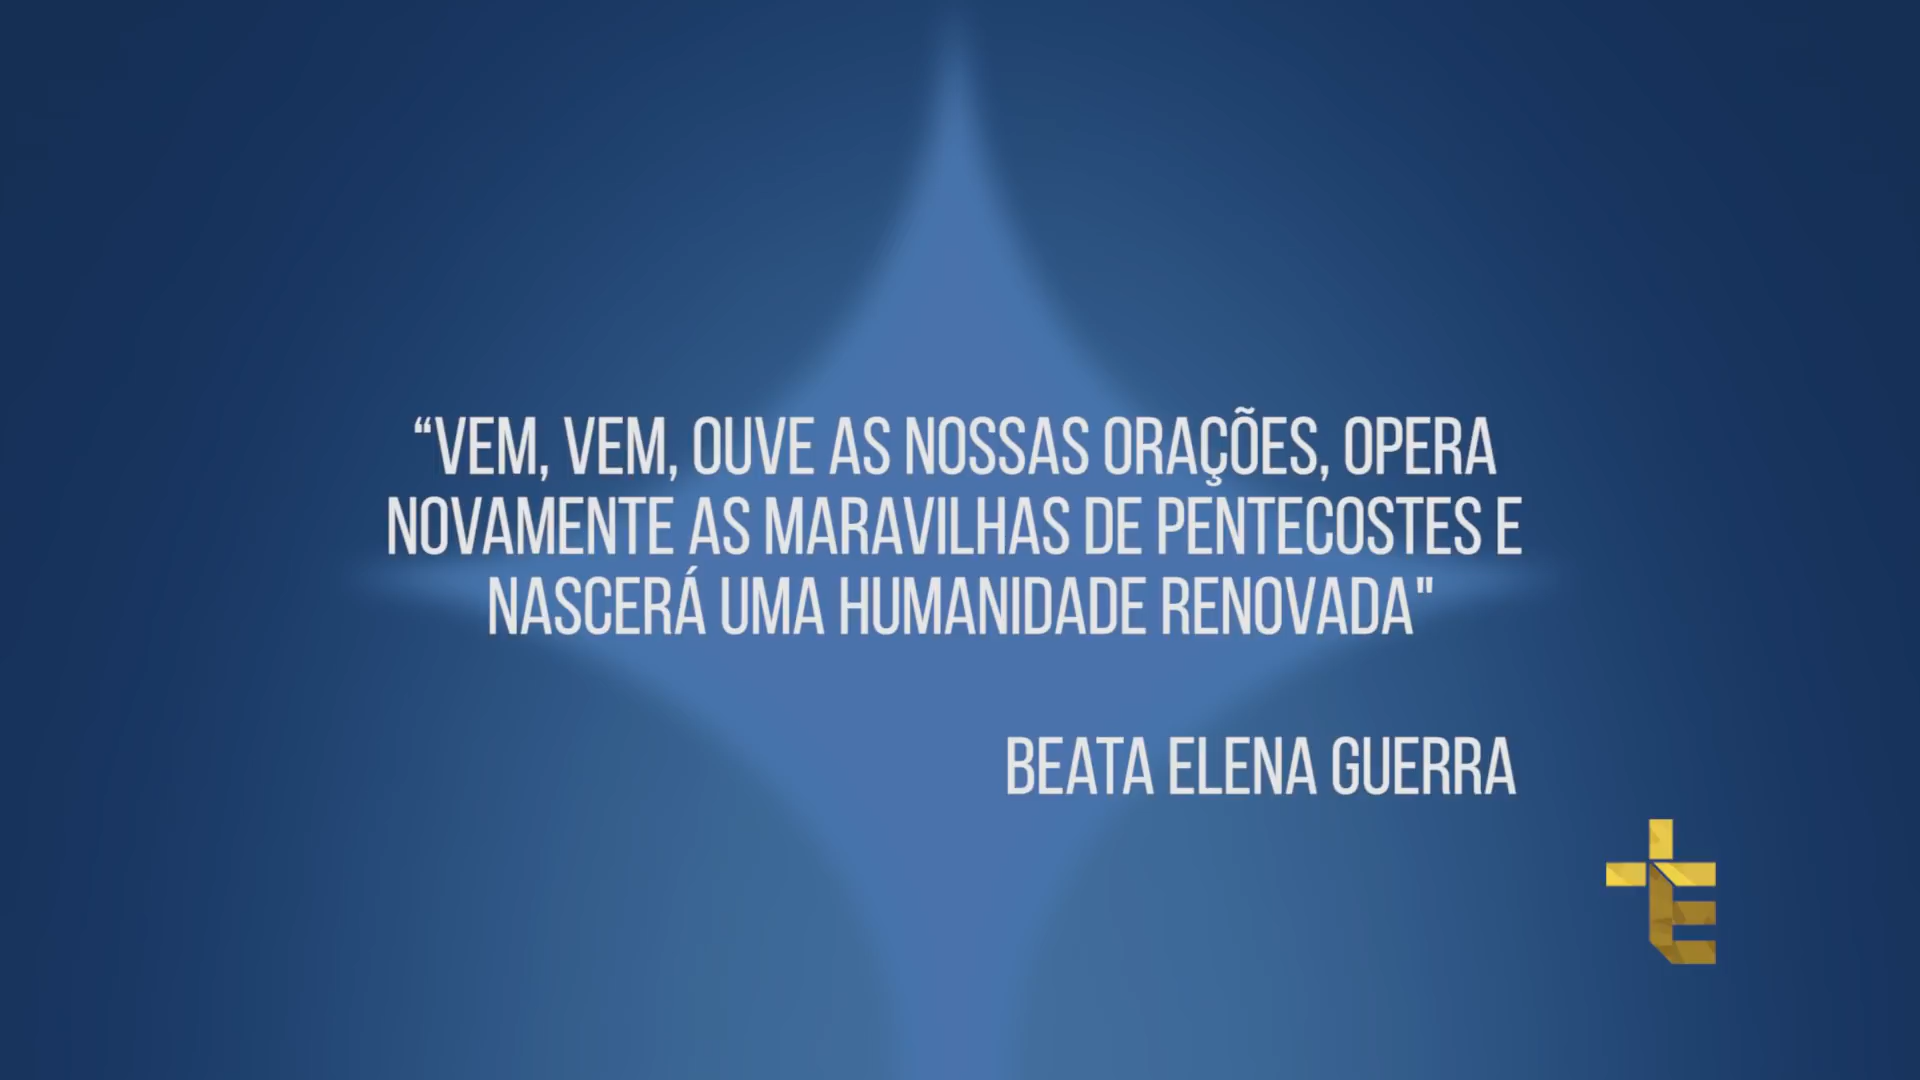 “VEM, VEM, OUVE AS NOSSAS ORAÇÕES, OPERA
NOVAMENTE AS MARAVILHAS DE PENTECOSTES E
NASCERÁ UMA HUMANIDADE RENOVADA"
BEATA ELENA GUERRA